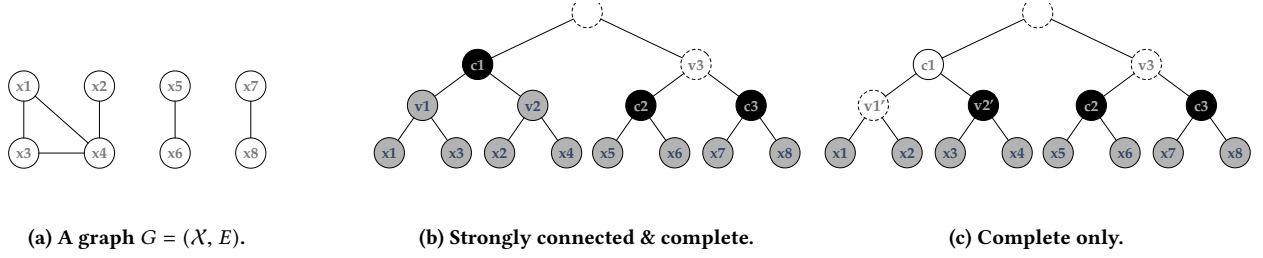 c1 v3 c1 v3
x1 x2 x5 x7 v1 v2 c2 c3 v1′ v2′ c2 c3
x3 x4 x6 x8 x1 x3 x2 x4 x5 x6 x7 x8 x1 x2 x3 x4 x5 x6 x7 x8
(a) A graph G = (𝒳, E). (b) Strongly connected & complete. (c) Complete only.